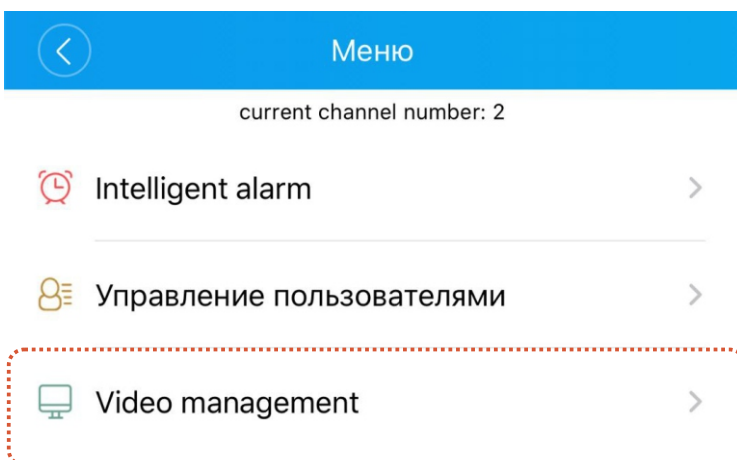 Меню
current channel number: 2
Intelligent alarm
Управление пользователями
Video management